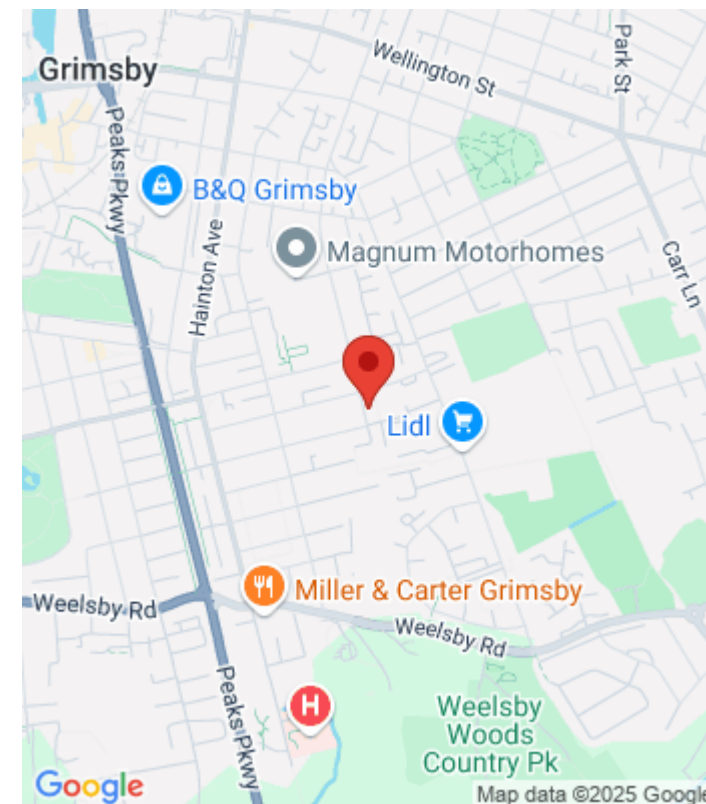 Grimsby
Wellington St
Park St
Peaks Pkwy
B&Q Grimsby
Hainton Ave
Magnum Motorhomes
Carr Ln
Lidl
Miller & Carter Grimsby
Weelsby Rd
Weelsby Rd
Peaks Pkwy
H
Weelsby
Woods
Country Pk
Google
Map data ©2025 Google